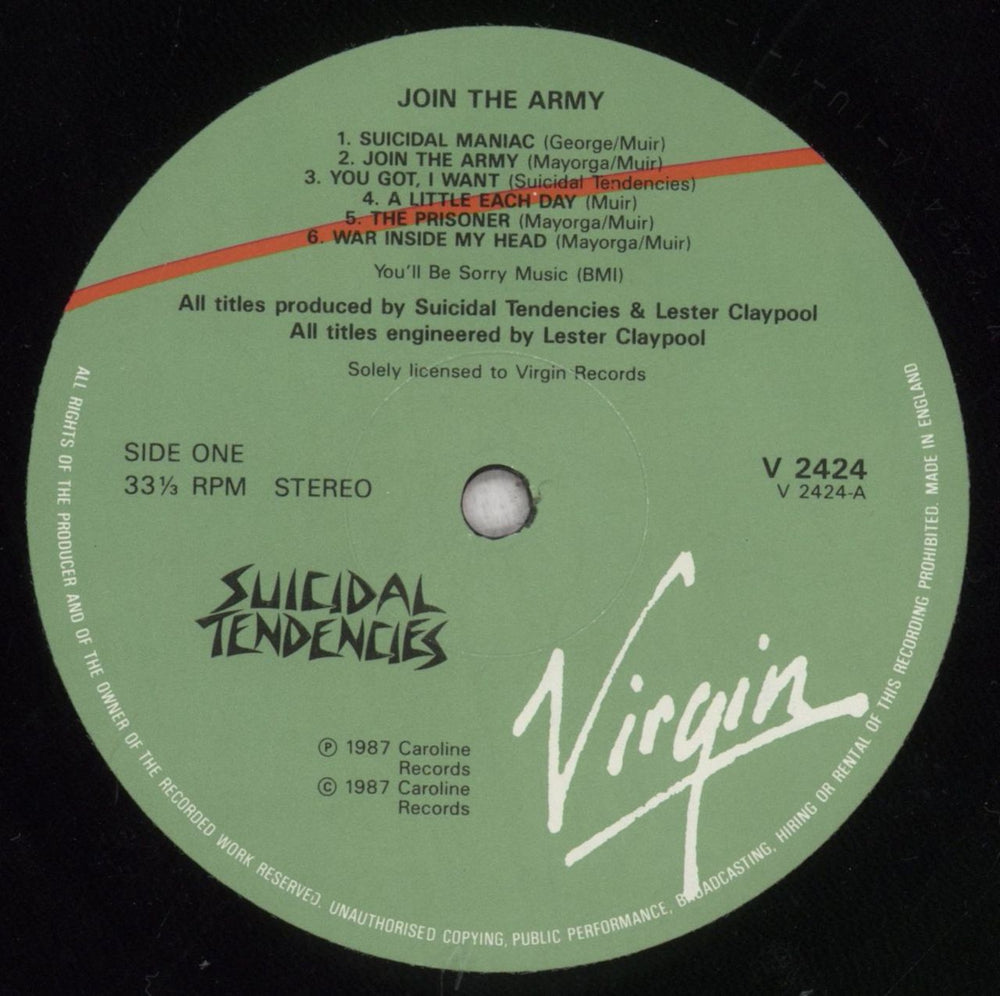 JOIN THE ARMY
1. SUICIDAL MANIAC (George/Muir)
2. JOIN THE ARMY (Mayorga/Muir)
3. YOU GOT, I WANT (Suicidal Tendencies)
4. A LITTLE EACH DAY (Muir)
5. THE PRISONER (Mayorga/Muir)
6. WAR INSIDE MY HEAD (Mayorga/Muir)
You'll Be Sorry Music (BMI)
All titles produced by Suicidal Tendencies & Lester Claypool
All titles engineered by Lester Claypool
Solely licensed to Virgin Records
SIDE ONE
33⅓ RPM STEREO
V 2424
V 2424-A
SUICIDAL
TENDENCIES
Virgin
Ⓟ 1987 Caroline
Records
© 1987 Caroline
Records
ALL RIGHTS OF THE PRODUCER AND OF THE OWNER OF THE RECORDED WORK RESERVED. UNAUTHORISED COPYING, PUBLIC PERFORMANCE, BROADCASTING, HIRING OR RENTAL OF THIS RECORDING PROHIBITED. MADE IN ENGLAND